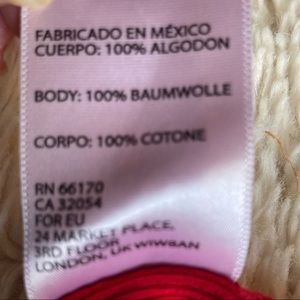 FABRICADO EN MÉXICO
CUERPO: 100% ALGODON
BODY: 100% BAUMWOLLE
CORPO: 100% COTONE
RN 66170
CA 32054
FOR EU
24 MARKET PLACE,
3RD FLOOR
LONDON, UK W1W8AN